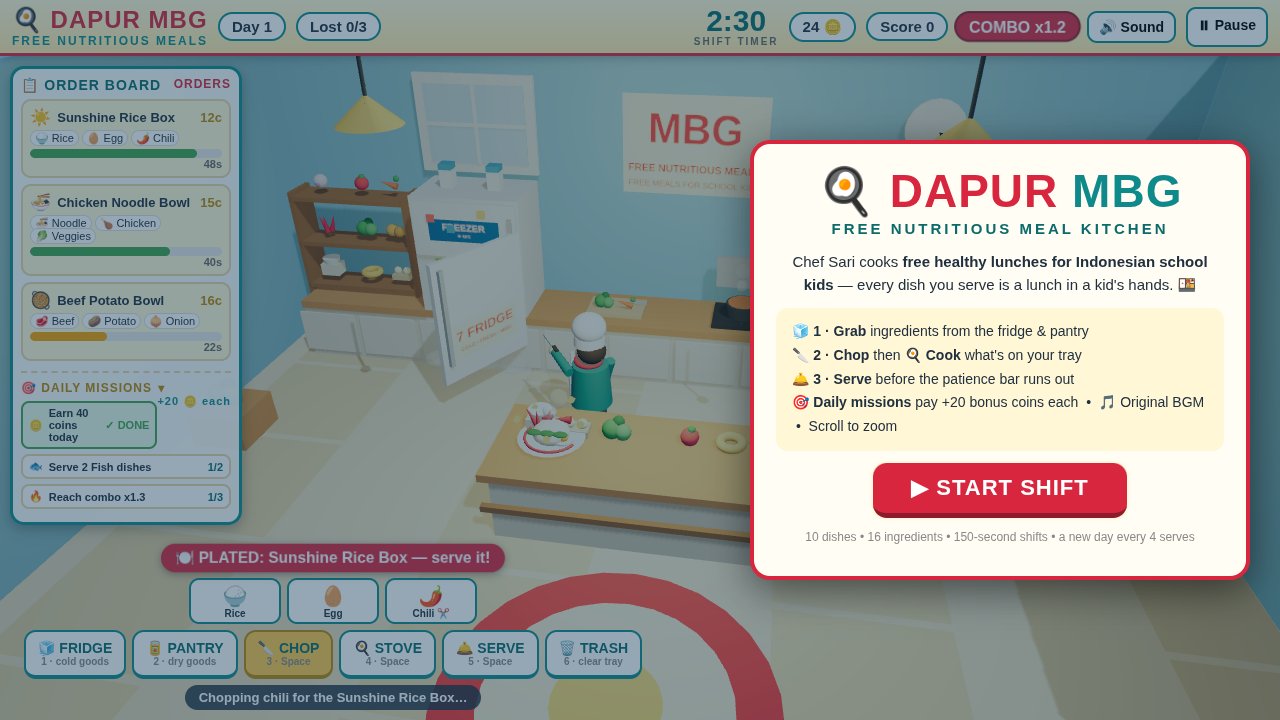 DAPUR MBG
FREE NUTRITIOUS MEALS
Day 1
Lost 0/3
2:30
SHIFT TIMER
24
Score 0
COMBO x1.2
Sound
Pause
ORDER BOARD
ORDERS
Sunshine Rice Box 12c
Rice Egg Chili
48s
Chicken Noodle Bowl 15c
Noodle Chicken
Veggies
40s
Beef Potato Bowl 16c
Beef Potato Onion
22s
DAILY MISSIONS ▼
+20 each
Earn 40 coins today ✓ DONE
Serve 2 Fish dishes 1/2
Reach combo x1.3 1/3
MBG
FREE NUTRITIOUS
FREE MEALS FOR SCHOOL
FREEZER
7 FRIDGE
DAPUR MBG
FREE NUTRITIOUS MEAL KITCHEN
Chef Sari cooks free healthy lunches for Indonesian school
kids — every dish you serve is a lunch in a kid's hands.
1 · Grab ingredients from the fridge & pantry
2 · Chop then Cook what's on your tray
3 · Serve before the patience bar runs out
Daily missions pay +20 bonus coins each • Original BGM
• Scroll to zoom
▶ START SHIFT
10 dishes • 16 ingredients • 150-second shifts • a new day every 4 serves
PLATED: Sunshine Rice Box — serve it!
Rice
Egg
Chili
FRIDGE
1 · cold goods
PANTRY
2 · dry goods
CHOP
3 · Space
STOVE
4 · Space
SERVE
5 · Space
TRASH
6 · clear tray
Chopping chili for the Sunshine Rice Box…